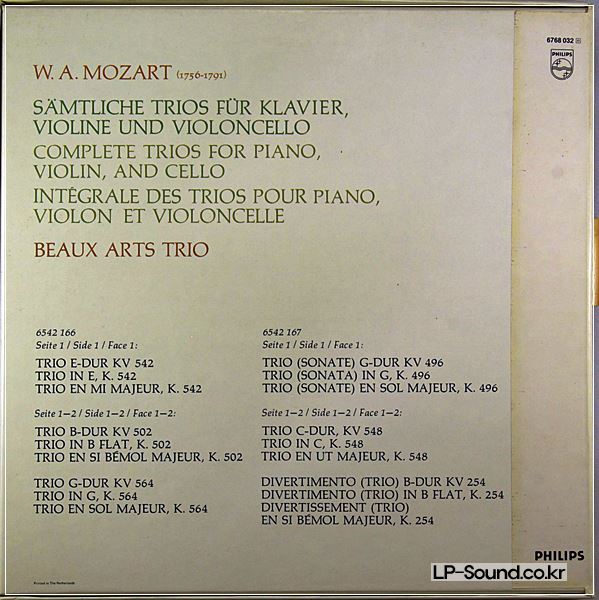 6768 032
PHILIPS
W. A. MOZART (1756-1791)
SÄMTLICHE TRIOS FÜR KLAVIER,
VIOLINE UND VIOLONCELLO
COMPLETE TRIOS FOR PIANO,
VIOLIN, AND CELLO
INTÉGRALE DES TRIOS POUR PIANO,
VIOLON ET VIOLONCELLE
BEAUX ARTS TRIO
6542 166
Seite 1 / Side 1 / Face 1:
TRIO E-DUR KV 542
TRIO IN E, K. 542
TRIO EN MI MAJEUR, K. 542
Seite 1–2 / Side 1–2 / Face 1–2:
TRIO B-DUR KV 502
TRIO IN B FLAT, K. 502
TRIO EN SI BÉMOL MAJEUR, K. 502
TRIO G-DUR KV 564
TRIO IN G, K. 564
TRIO EN SOL MAJEUR, K. 564
6542 167
Seite 1 / Side 1 / Face 1:
TRIO (SONATE) G-DUR KV 496
TRIO (SONATA) IN G, K. 496
TRIO (SONATE) EN SOL MAJEUR, K. 496
Seite 1–2 / Side 1–2 / Face 1–2:
TRIO C-DUR, KV 548
TRIO IN C, K. 548
TRIO EN UT MAJEUR, K. 548
DIVERTIMENTO (TRIO) B-DUR KV 254
DIVERTIMENTO (TRIO) IN B FLAT, K. 254
DIVERTISSEMENT (TRIO)
EN SI BÉMOL MAJEUR, K. 254
Printed in The Netherlands
PHILIPS
LP-Sound.co.kr